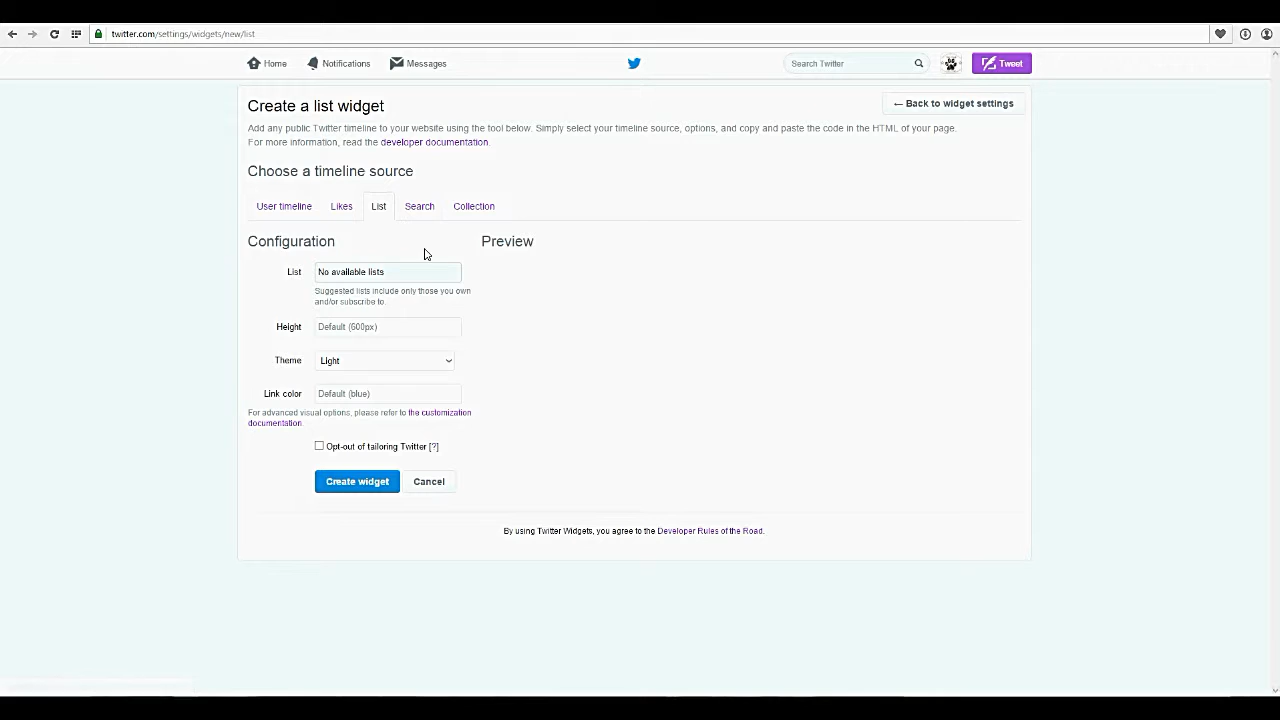 twitter.com/settings/widgets/new/list
Home Notifications Messages Search Twitter Tweet
Create a list widget
← Back to widget settings
Add any public Twitter timeline to your website using the tool below. Simply select your timeline source, options, and copy and paste the code in the HTML of your page.
For more information, read the developer documentation.
Choose a timeline source
User timeline Likes List Search Collection
Configuration
Preview
List No available lists
Suggested lists include only those you own
and/or subscribe to.
Height Default (600px)
Theme Light
Link color Default (blue)
For advanced visual options, please refer to the customization
documentation.
Opt-out of tailoring Twitter [?]
Create widget Cancel
By using Twitter Widgets, you agree to the Developer Rules of the Road.